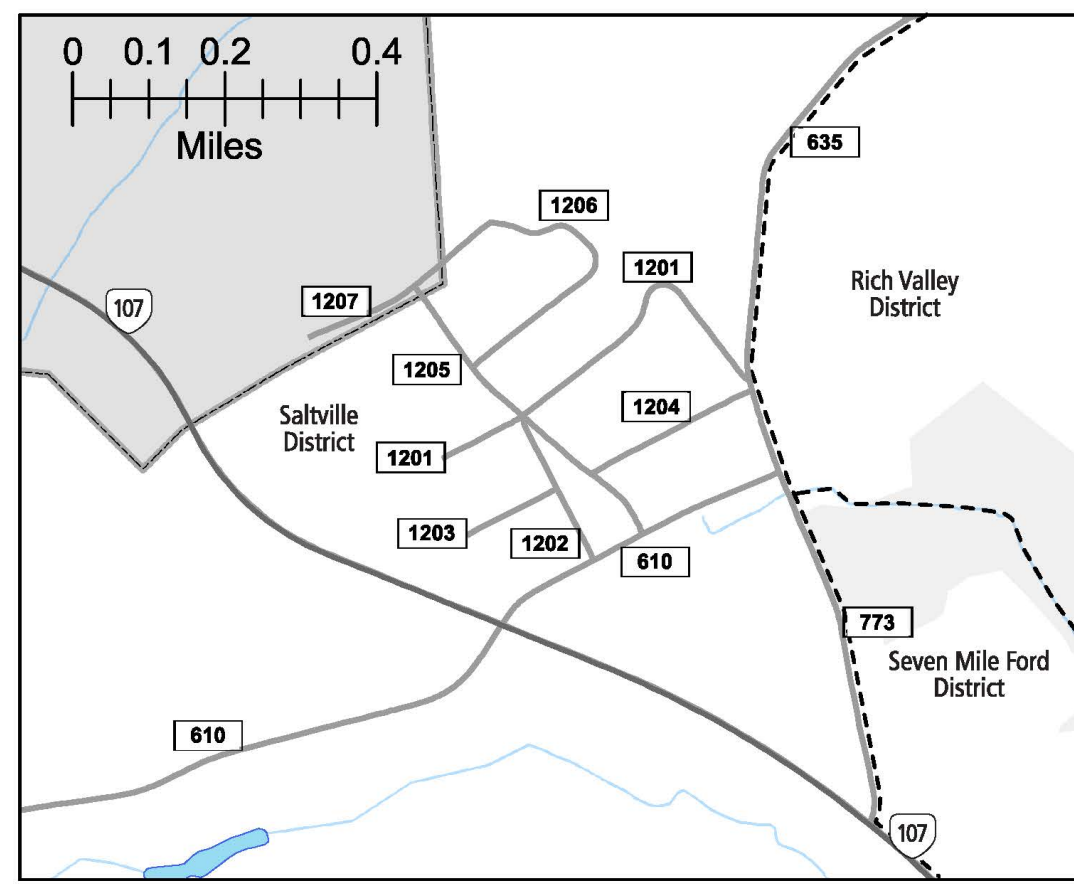 0 0.1 0.2 0.4
Miles
635
1206
1201
Rich Valley
District
1207
107
1205
1204
Saltville
District
1201
1203
1202
610
773
Seven Mile Ford
District
610
107